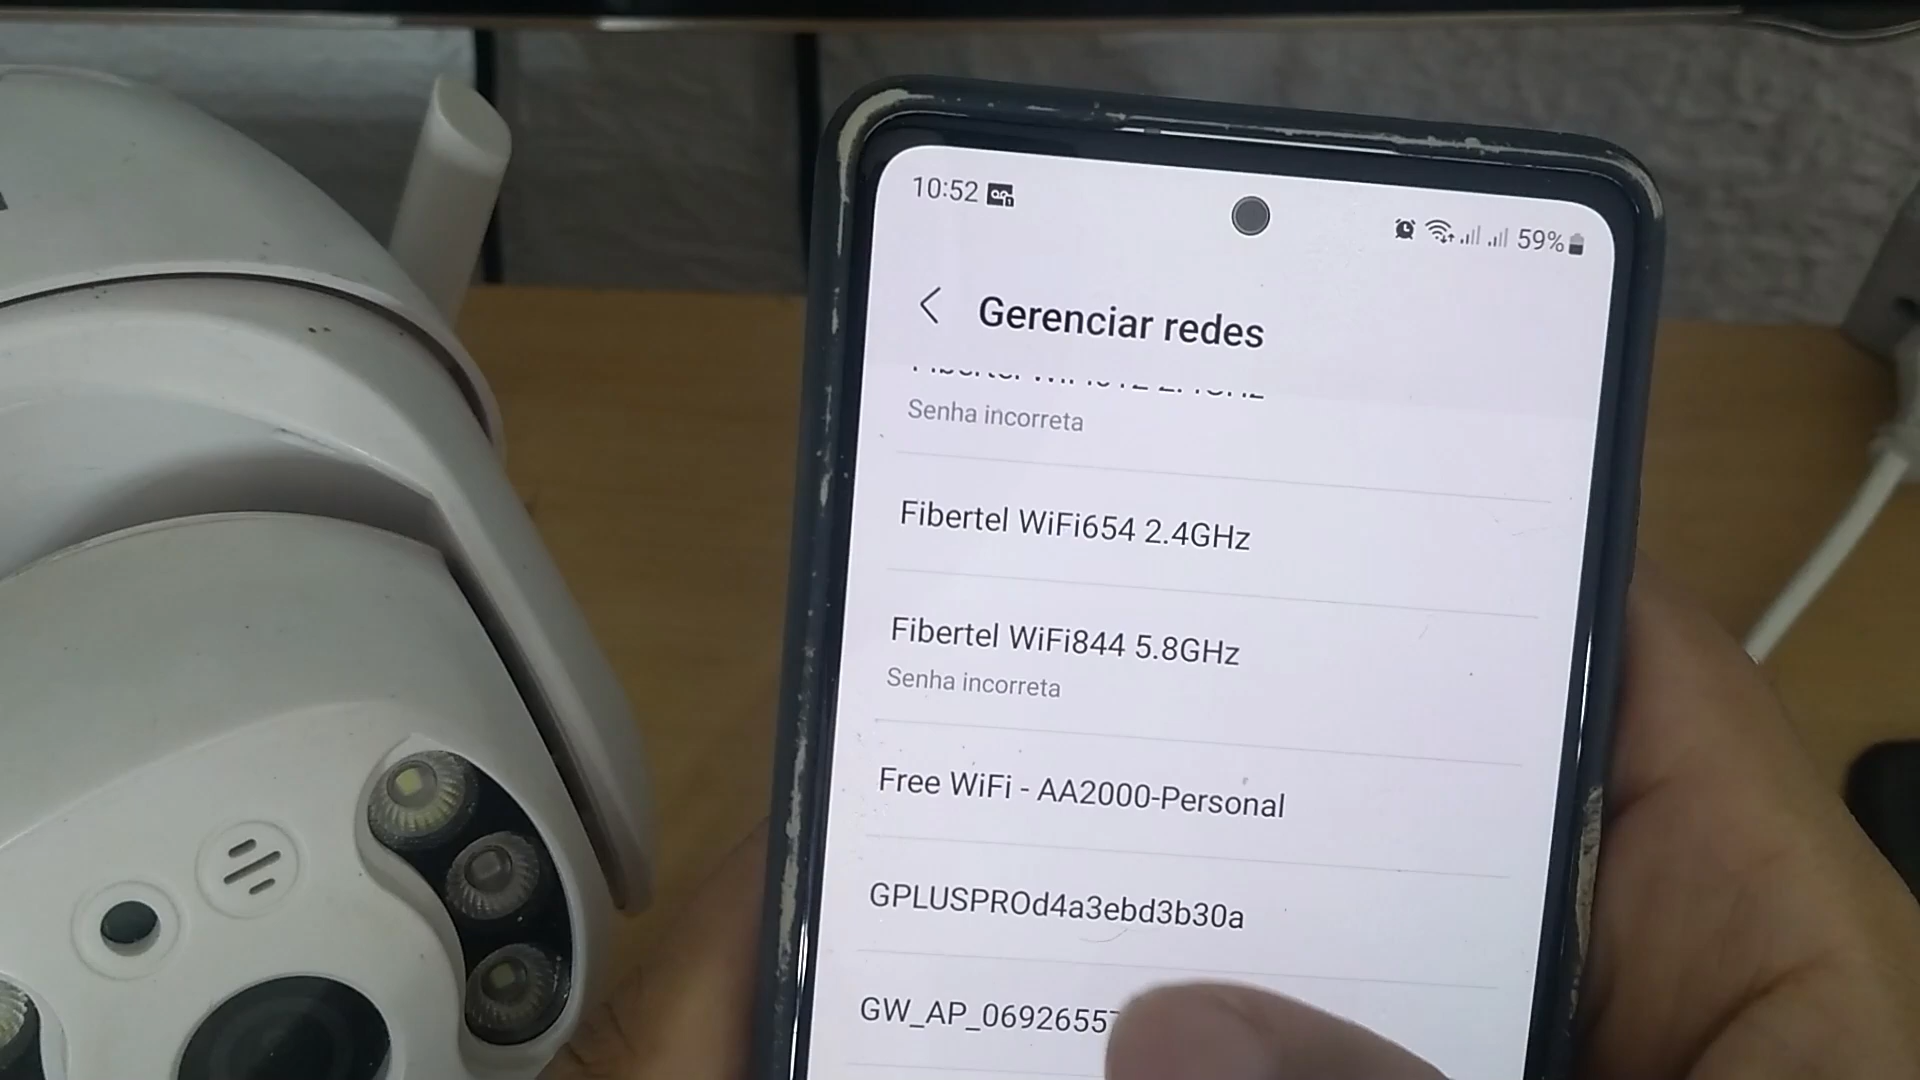 10:52
59%
Gerenciar redes
Senha incorreta
Fibertel WiFi654 2.4GHz
Fibertel WiFi844 5.8GHz
Senha incorreta
Free WiFi - AA2000-Personal
GPLUSPROd4a3ebd3b30a